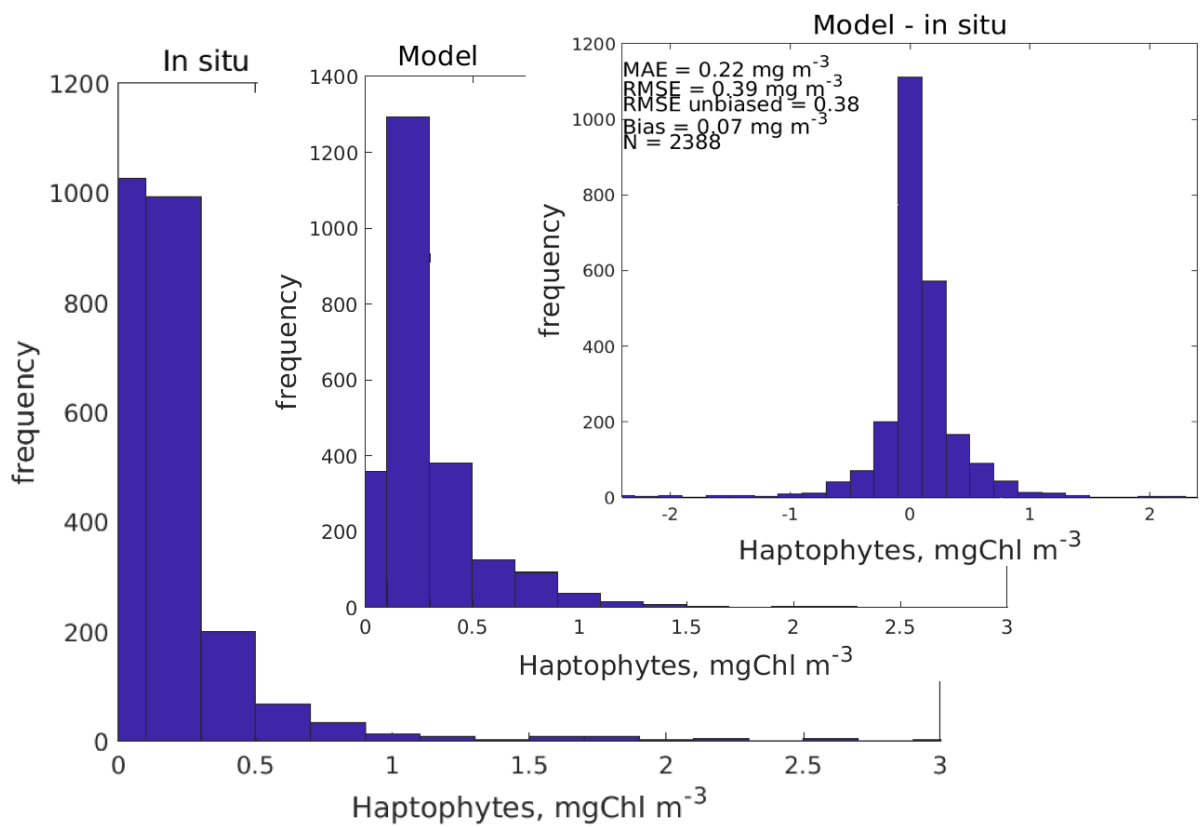 In situ
1200
1000
800
600
400
200
0
frequency
0 0.5 1 1.5 2 2.5 3
Haptophytes, mgChl m-3
Model
1400
1200
1000
800
600
400
200
0
frequency
0 0.5 1 1.5 2 2.5 3
Haptophytes, mgChl m-3
Model - in situ
1200
1000
800
600
400
200
0
frequency
MAE = 0.22 mg m-3
RMSE = 0.39 mg m-3
RMSE unbiased = 0.38
Bias = 0.07 mg m-3
N = 2388
-2 -1 0 1 2
Haptophytes, mgChl m-3